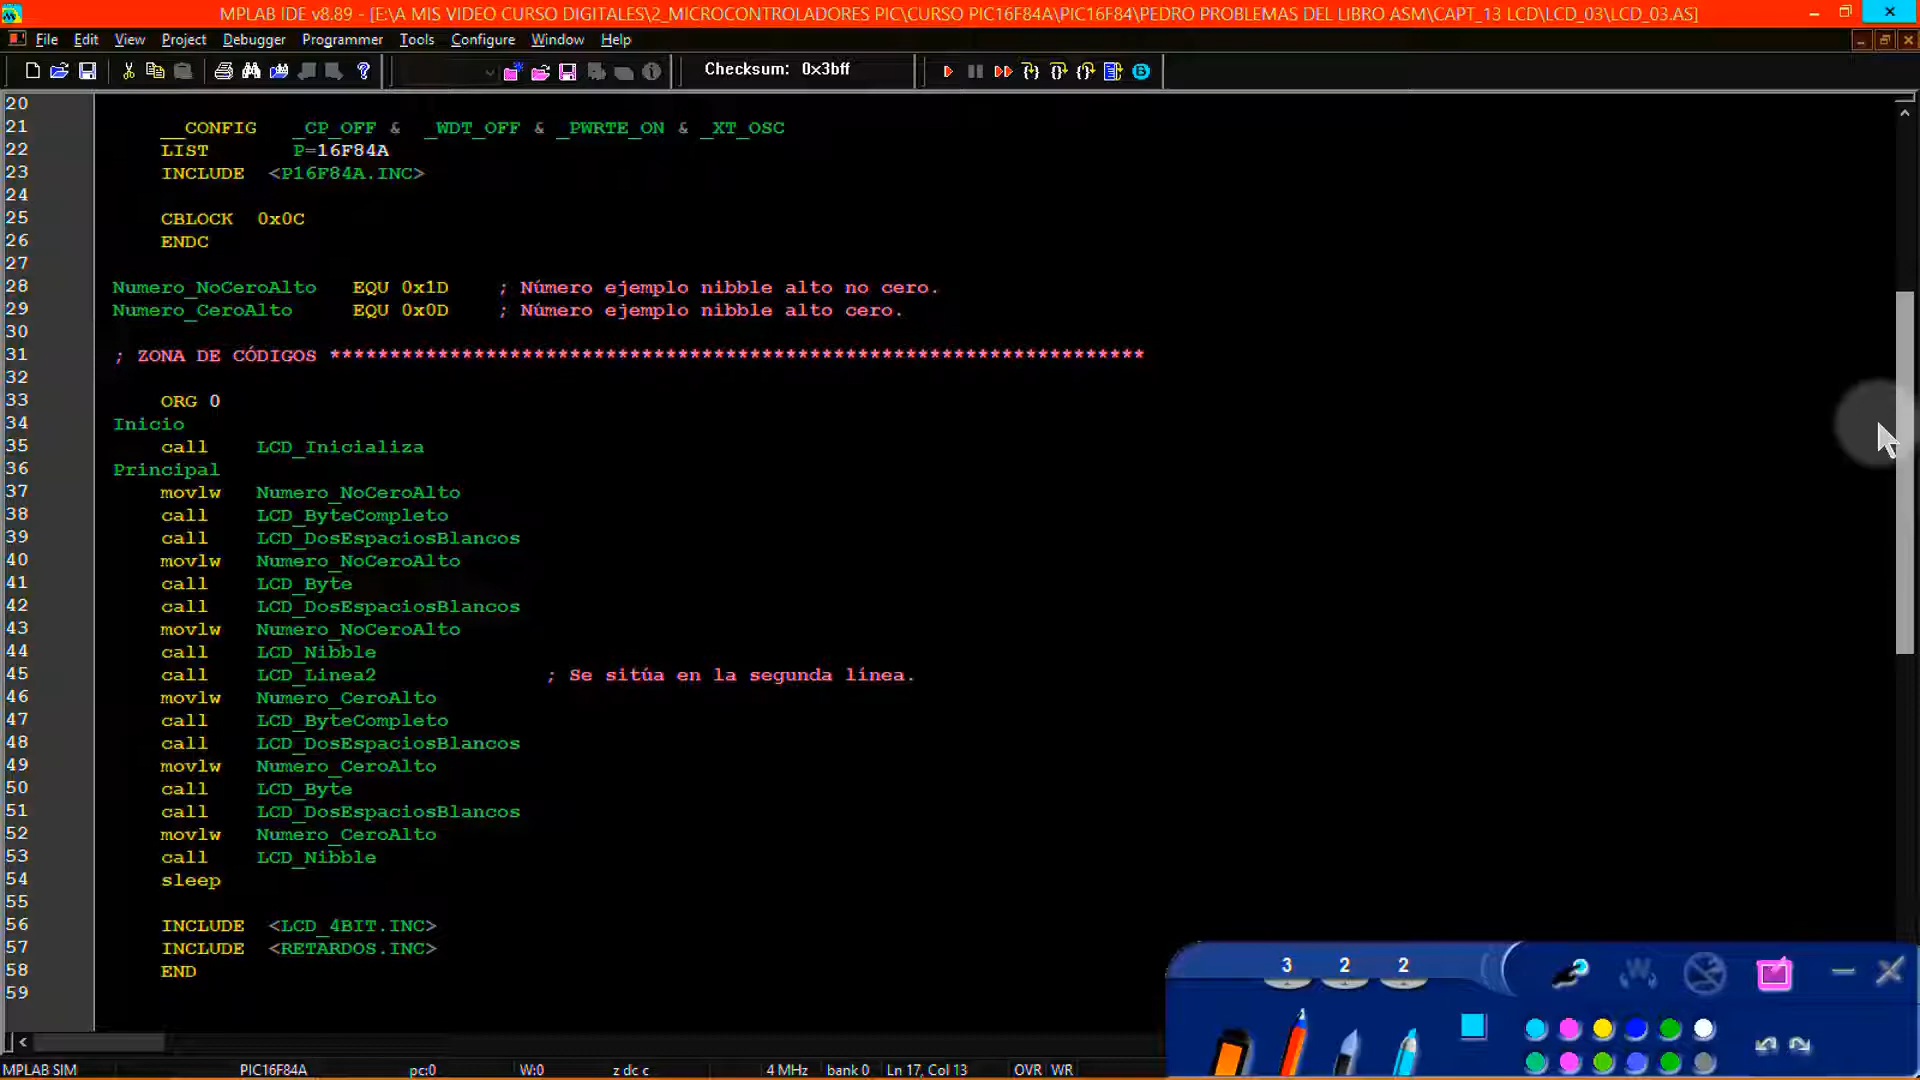 MPLAB IDE v8.89 - [E:\A MIS VIDEO CURSO DIGITALES\2_MICROCONTROLADORES PIC\CURSO PIC16F84A\PIC16F84\PEDRO PROBLEMAS DEL LIBRO ASM\CAPT_13 LCD\LCD_03\LCD_03.AS]
File Edit View Project Debugger Programmer Tools Configure Window Help
Checksum: 0x3bff
20
21 __CONFIG _CP_OFF & _WDT_OFF & _PWRTE_ON & _XT_OSC
22 LIST P=16F84A
23 INCLUDE <P16F84A.INC>
24
25 CBLOCK 0x0C
26 ENDC
27
28 Numero_NoCeroAlto EQU 0x1D ; Número ejemplo nibble alto no cero.
29 Numero_CeroAlto EQU 0x0D ; Número ejemplo nibble alto cero.
30
31 ; ZONA DE CÓDIGOS ********************************************************************
32
33 ORG 0
34 Inicio
35 call LCD_Inicializa
36 Principal
37 movlw Numero_NoCeroAlto
38 call LCD_ByteCompleto
39 call LCD_DosEspaciosBlancos
40 movlw Numero_NoCeroAlto
41 call LCD_Byte
42 call LCD_DosEspaciosBlancos
43 movlw Numero_NoCeroAlto
44 call LCD_Nibble
45 call LCD_Linea2 ; Se sitúa en la segunda línea.
46 movlw Numero_CeroAlto
47 call LCD_ByteCompleto
48 call LCD_DosEspaciosBlancos
49 movlw Numero_CeroAlto
50 call LCD_Byte
51 call LCD_DosEspaciosBlancos
52 movlw Numero_CeroAlto
53 call LCD_Nibble
54 sleep
55
56 INCLUDE <LCD_4BIT.INC>
57 INCLUDE <RETARDOS.INC>
58 END
59
3 2 2
MPLAB SIM PIC16F84A pc:0 W:0 z dc c 4 MHz bank 0 Ln 17, Col 13 OVR WR